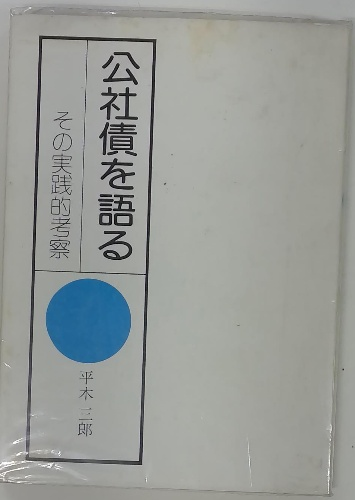 公社債を語る
その実践的考察
平木三郎